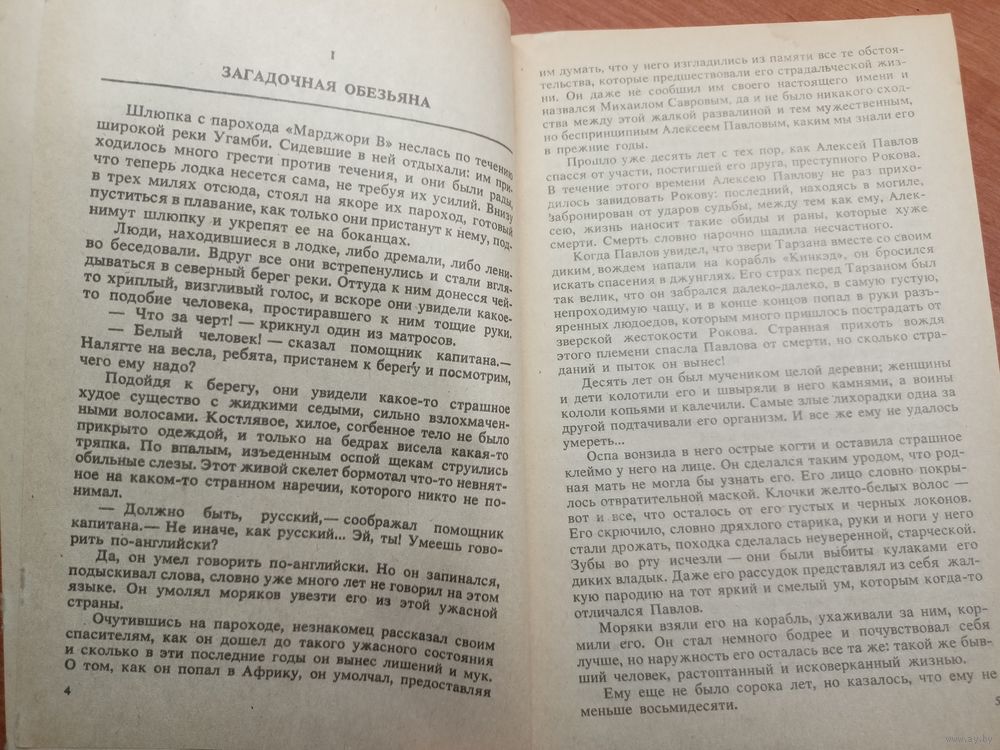 I
ЗАГАДОЧНАЯ ОБЕЗЬЯНА
Шлюпка с парохода «Марджори В» неслась по течению
широкой реки Угамби. Сидевшие в ней отдыхали: им при-
ходилось много грести против течения, и они были рады,
что теперь лодка несется сама, не требуя их усилий. Внизу
в трех милях отсюда, стоял на якоре их пароход, готовый
пуститься в плавание, как только они пристанут к нему, под-
нимут шлюпку и укрепят ее на боканцах.
Люди, находившиеся в лодке, либо дремали, либо лени-
во беседовали. Вдруг все они встрепенулись и стали вгля-
дываться в северный берег реки. Оттуда к ним донесся чей-
то хриплый, визгливый голос, и вскоре они увидели какое-
то подобие человека, простиравшего к ним тощие руки.
— Что за черт! — крикнул один из матросов.
— Белый человек! — сказал помощник капитана.—
Налягте на весла, ребята, пристанем к берегу и посмотрим,
чего ему надо?
Подойдя к берегу, они увидели какое-то страшное
худое существо с жидкими седыми, сильно взлохмачен-
ными волосами. Костлявое, хилое, согбенное тело не было
прикрыто одеждой, и только на бедрах висела какая-то
тряпка. По впалым, изъеденным оспой щекам струились
обильные слезы. Этот живой скелет бормотал что-то невнят-
ное на каком-то странном наречии, которого никто не по-
нимал.
— Должно быть, русский,— соображал помощник
капитана.— Не иначе, как русский... Эй, ты! Умеешь гово-
рить по-английски?
Да, он умел говорить по-английски. Но он запинался,
подыскивал слова, словно уже много лет не говорил на этом
языке. Он умолял моряков увезти его из этой ужасной
страны.
Очутившись на пароходе, незнакомец рассказал своим
спасителям, как он дошел до такого ужасного состояния
и сколько в эти последние годы он вынес лишений и мук.
О том, как он попал в Африку, он умолчал, предоставляя
4
им думать, что у него изгладились из памяти все те обстоя-
тельства, которые предшествовали его страдальческой жиз-
ни. Он даже не сообщил им своего настоящего имени и
назвался Михаилом Савровым, да и не было никакого сход-
ства между этой жалкой развалиной и тем мужественным,
но беспринципным Алексеем Павловым, каким мы знали его
в прежние годы.
Прошло уже десять лет с тех пор, как Алексей Павлов
спасся от участи, постигшей его друга, преступного Рокова.
В течение этого времени Алексею Павлову не раз прихо-
дилось завидовать Рокову: последний, находясь в могиле,
забронирован от ударов судьбы, между тем как ему, Алек-
сею, жизнь наносит такие обиды и раны, которые хуже
смерти. Смерть словно нарочно щадила несчастного.
Когда Павлов увидел, что звери Тарзана вместе со своим
диким, вождем напали на корабль «Кинкэд», он бросился
искать спасения в джунглях. Его страх перед Тарзаном был
так велик, что он забрался далеко-далеко, в самую густую,
непроходимую чащу, и в конце концов попал в руки разъ-
яренных людоедов, которым много пришлось пострадать от
зверской жестокости Рокова. Странная прихоть вождя
этого племени спасла Павлова от смерти, но сколько стра-
даний и пыток он вынес!
Десять лет он был мучеником целой деревни; женщины
и дети колотили его и швыряли в него камнями, а воины
кололи копьями и калечили. Самые злые лихорадки одна за
другой подтачивали его организм. И все же ему не удалось
умереть...
Оспа вонзила в него острые когти и оставила страшное
клеймо у него на лице. Он сделался таким уродом, что род-
ная мать не могла бы узнать его. Его лицо словно покры-
лось отвратительной маской. Клочки желто-белых волос —
вот и все, что осталось от его густых и черных локонов.
Его скрючило, словно дряхлого старика, руки и ноги у него
стали дрожать, походка сделалась неуверенной, старческой.
Зубы во рту исчезли — они были выбиты кулаками его
диких владык. Даже его рассудок представлял из себя жал-
кую пародию на тот яркий и смелый ум, которым когда-то
отличался Павлов.
Моряки взяли его на корабль, ухаживали за ним, кор-
мили его. Он стал немного бодрее и почувствовал себя
лучше, но наружность его осталась все та же: такой же быв-
ший человек, растоптанный и исковерканный жизнью.
Ему еще не было сорока лет, но казалось, что ему не
меньше восьмидесяти.
5
www.ay.by